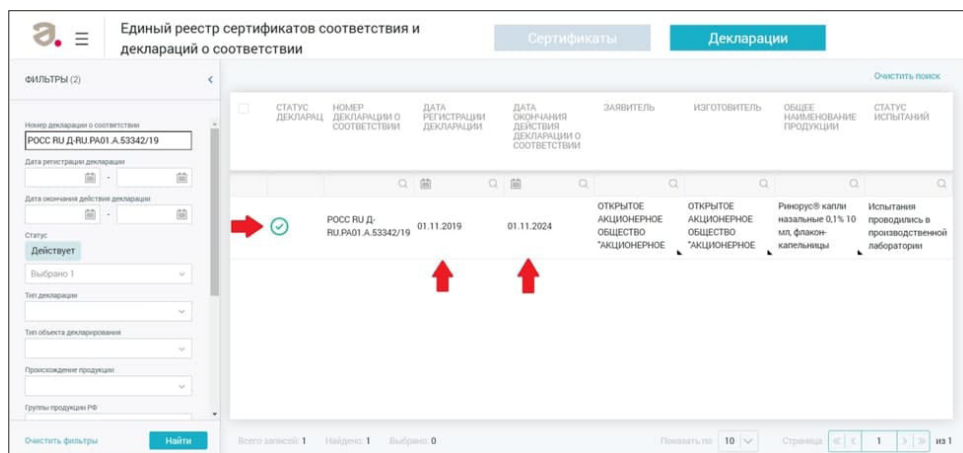 Единый реестр сертификатов соответствия и
деклараций о соответствии
Сертификаты
Декларации
ФИЛЬТРЫ (2)
Очистить поиск
Номер декларации о соответствии
РОСС RU Д-RU.РА01.А.53342/19
Дата регистрации декларации
-
Дата окончания действия декларации
-
Статус
Действует
Выбрано 1
Тип декларации
Тип объекта декларирования
Происхождение продукции
Группы продукции РФ
Очистить фильтры
Найти
СТАТУС
ДЕКЛАРАЦ
НОМЕР
ДЕКЛАРАЦИИ О
СООТВЕТСТВИИ
ДАТА
РЕГИСТРАЦИИ
ДЕКЛАРАЦИИ
ДАТА
ОКОНЧАНИЯ
ДЕЙСТВИЯ
ДЕКЛАРАЦИИ О
СООТВЕТСТВИИ
ЗАЯВИТЕЛЬ
ИЗГОТОВИТЕЛЬ
ОБЩЕЕ
НАИМЕНОВАНИЕ
ПРОДУКЦИИ
СТАТУС
ИСПЫТАНИЙ
РОСС RU Д-
RU.РА01.А.53342/19
01.11.2019
01.11.2024
ОТКРЫТОЕ
АКЦИОНЕРНОЕ
ОБЩЕСТВО
"АКЦИОНЕРНОЕ
ОТКРЫТОЕ
АКЦИОНЕРНОЕ
ОБЩЕСТВО
"АКЦИОНЕРНОЕ
Ринорус® капли
назальные 0,1% 10
мл, флакон-
капельницы
Испытания
проводились в
производственной
лаборатории
Всего записей: 1
Найдено: 1
Выбрано: 0
Показать по: 10
Страница
1
из 1